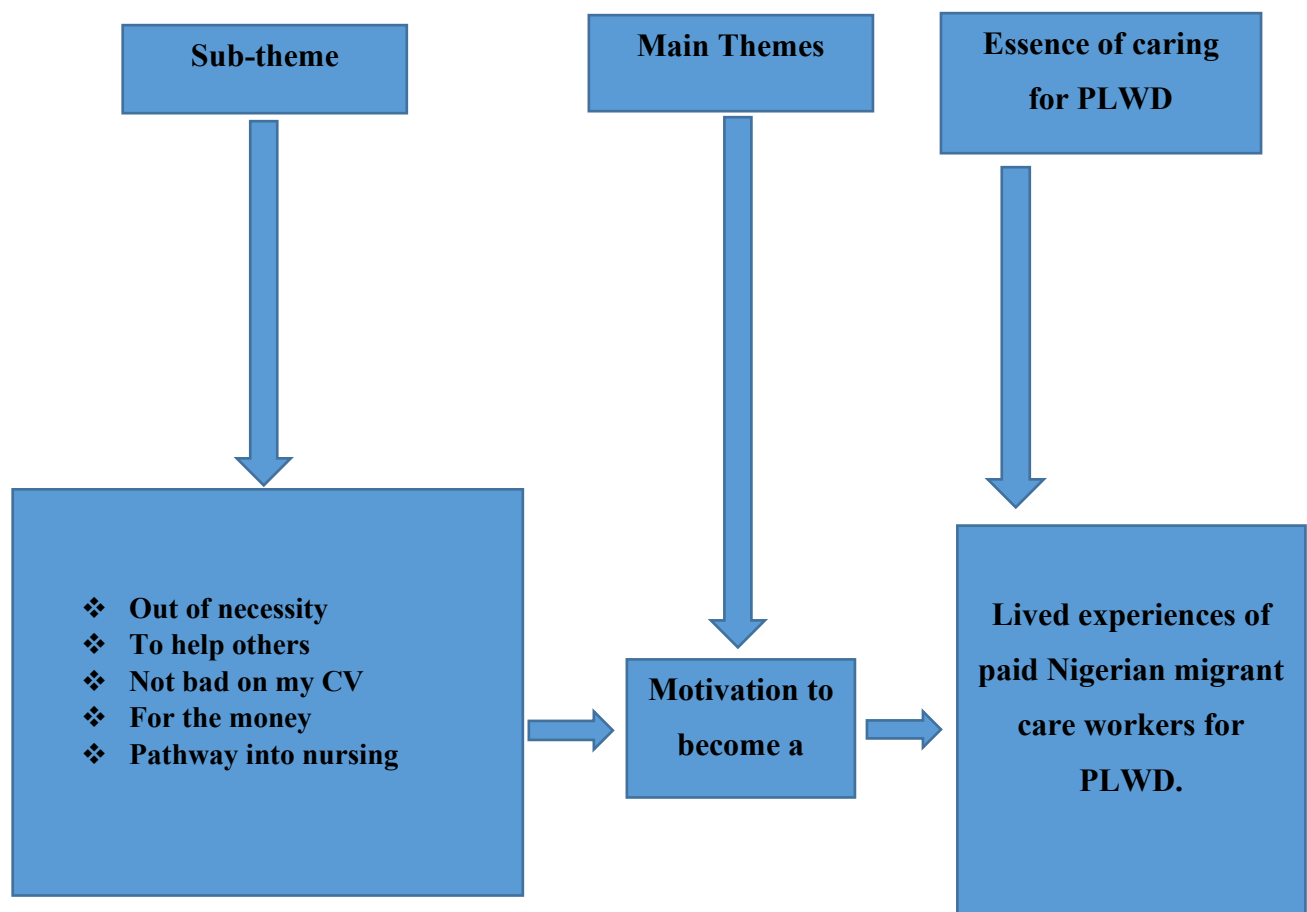 Sub-theme
Main Themes
Essence of caring
for PLWD
❖ Out of necessity
❖ To help others
❖ Not bad on my CV
❖ For the money
❖ Pathway into nursing
Motivation to
become a
Lived experiences of
paid Nigerian migrant
care workers for
PLWD.